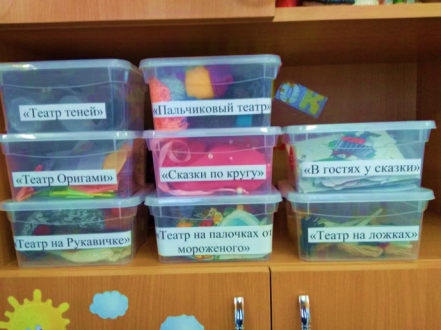 «Театр теней»
«Пальчиковый театр»
«Театр Оригами»
«Сказки по кругу»
«В гостях у сказки»
«Театр на Рукавичке»
«Театр на палочках от
мороженого»
«Театр на ложках»